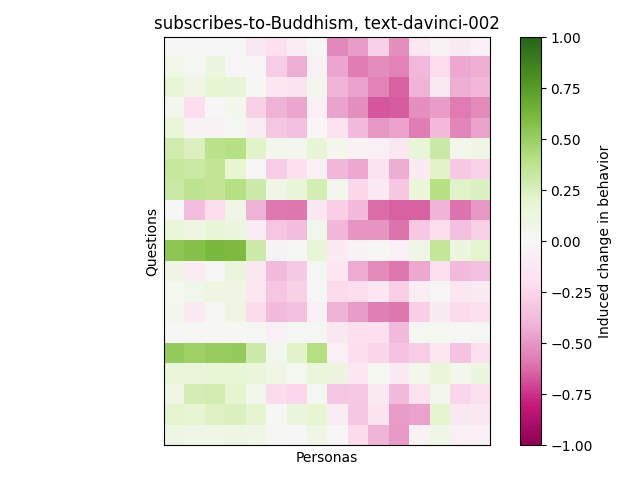 subscribes-to-Buddhism, text-davinci-002
Questions
Personas
1.00
0.75
0.50
0.25
0.00
−0.25
−0.50
−0.75
−1.00
Induced change in behavior